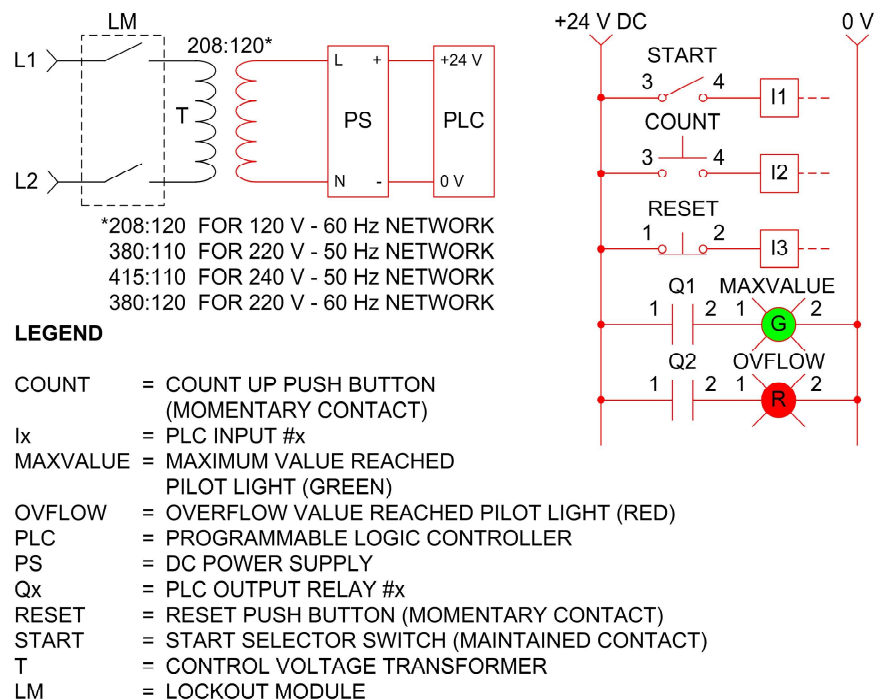 LM
L1
208:120*
L +
+24 V
T
PS
PLC
L2
N -
0 V
*208:120 FOR 120 V - 60 Hz NETWORK
380:110 FOR 220 V - 50 Hz NETWORK
415:110 FOR 240 V - 50 Hz NETWORK
380:120 FOR 220 V - 60 Hz NETWORK
+24 V DC
0 V
START
3 4
I1
COUNT
3 4
I2
RESET
1 2
I3
Q1 MAXVALUE
1 2 1 G 2
Q2 OVFLOW
1 2 1 R 2
LEGEND
COUNT = COUNT UP PUSH BUTTON
(MOMENTARY CONTACT)
Ix = PLC INPUT #x
MAXVALUE = MAXIMUM VALUE REACHED
PILOT LIGHT (GREEN)
OVFLOW = OVERFLOW VALUE REACHED PILOT LIGHT (RED)
PLC = PROGRAMMABLE LOGIC CONTROLLER
PS = DC POWER SUPPLY
Qx = PLC OUTPUT RELAY #x
RESET = RESET PUSH BUTTON (MOMENTARY CONTACT)
START = START SELECTOR SWITCH (MAINTAINED CONTACT)
T = CONTROL VOLTAGE TRANSFORMER
LM = LOCKOUT MODULE